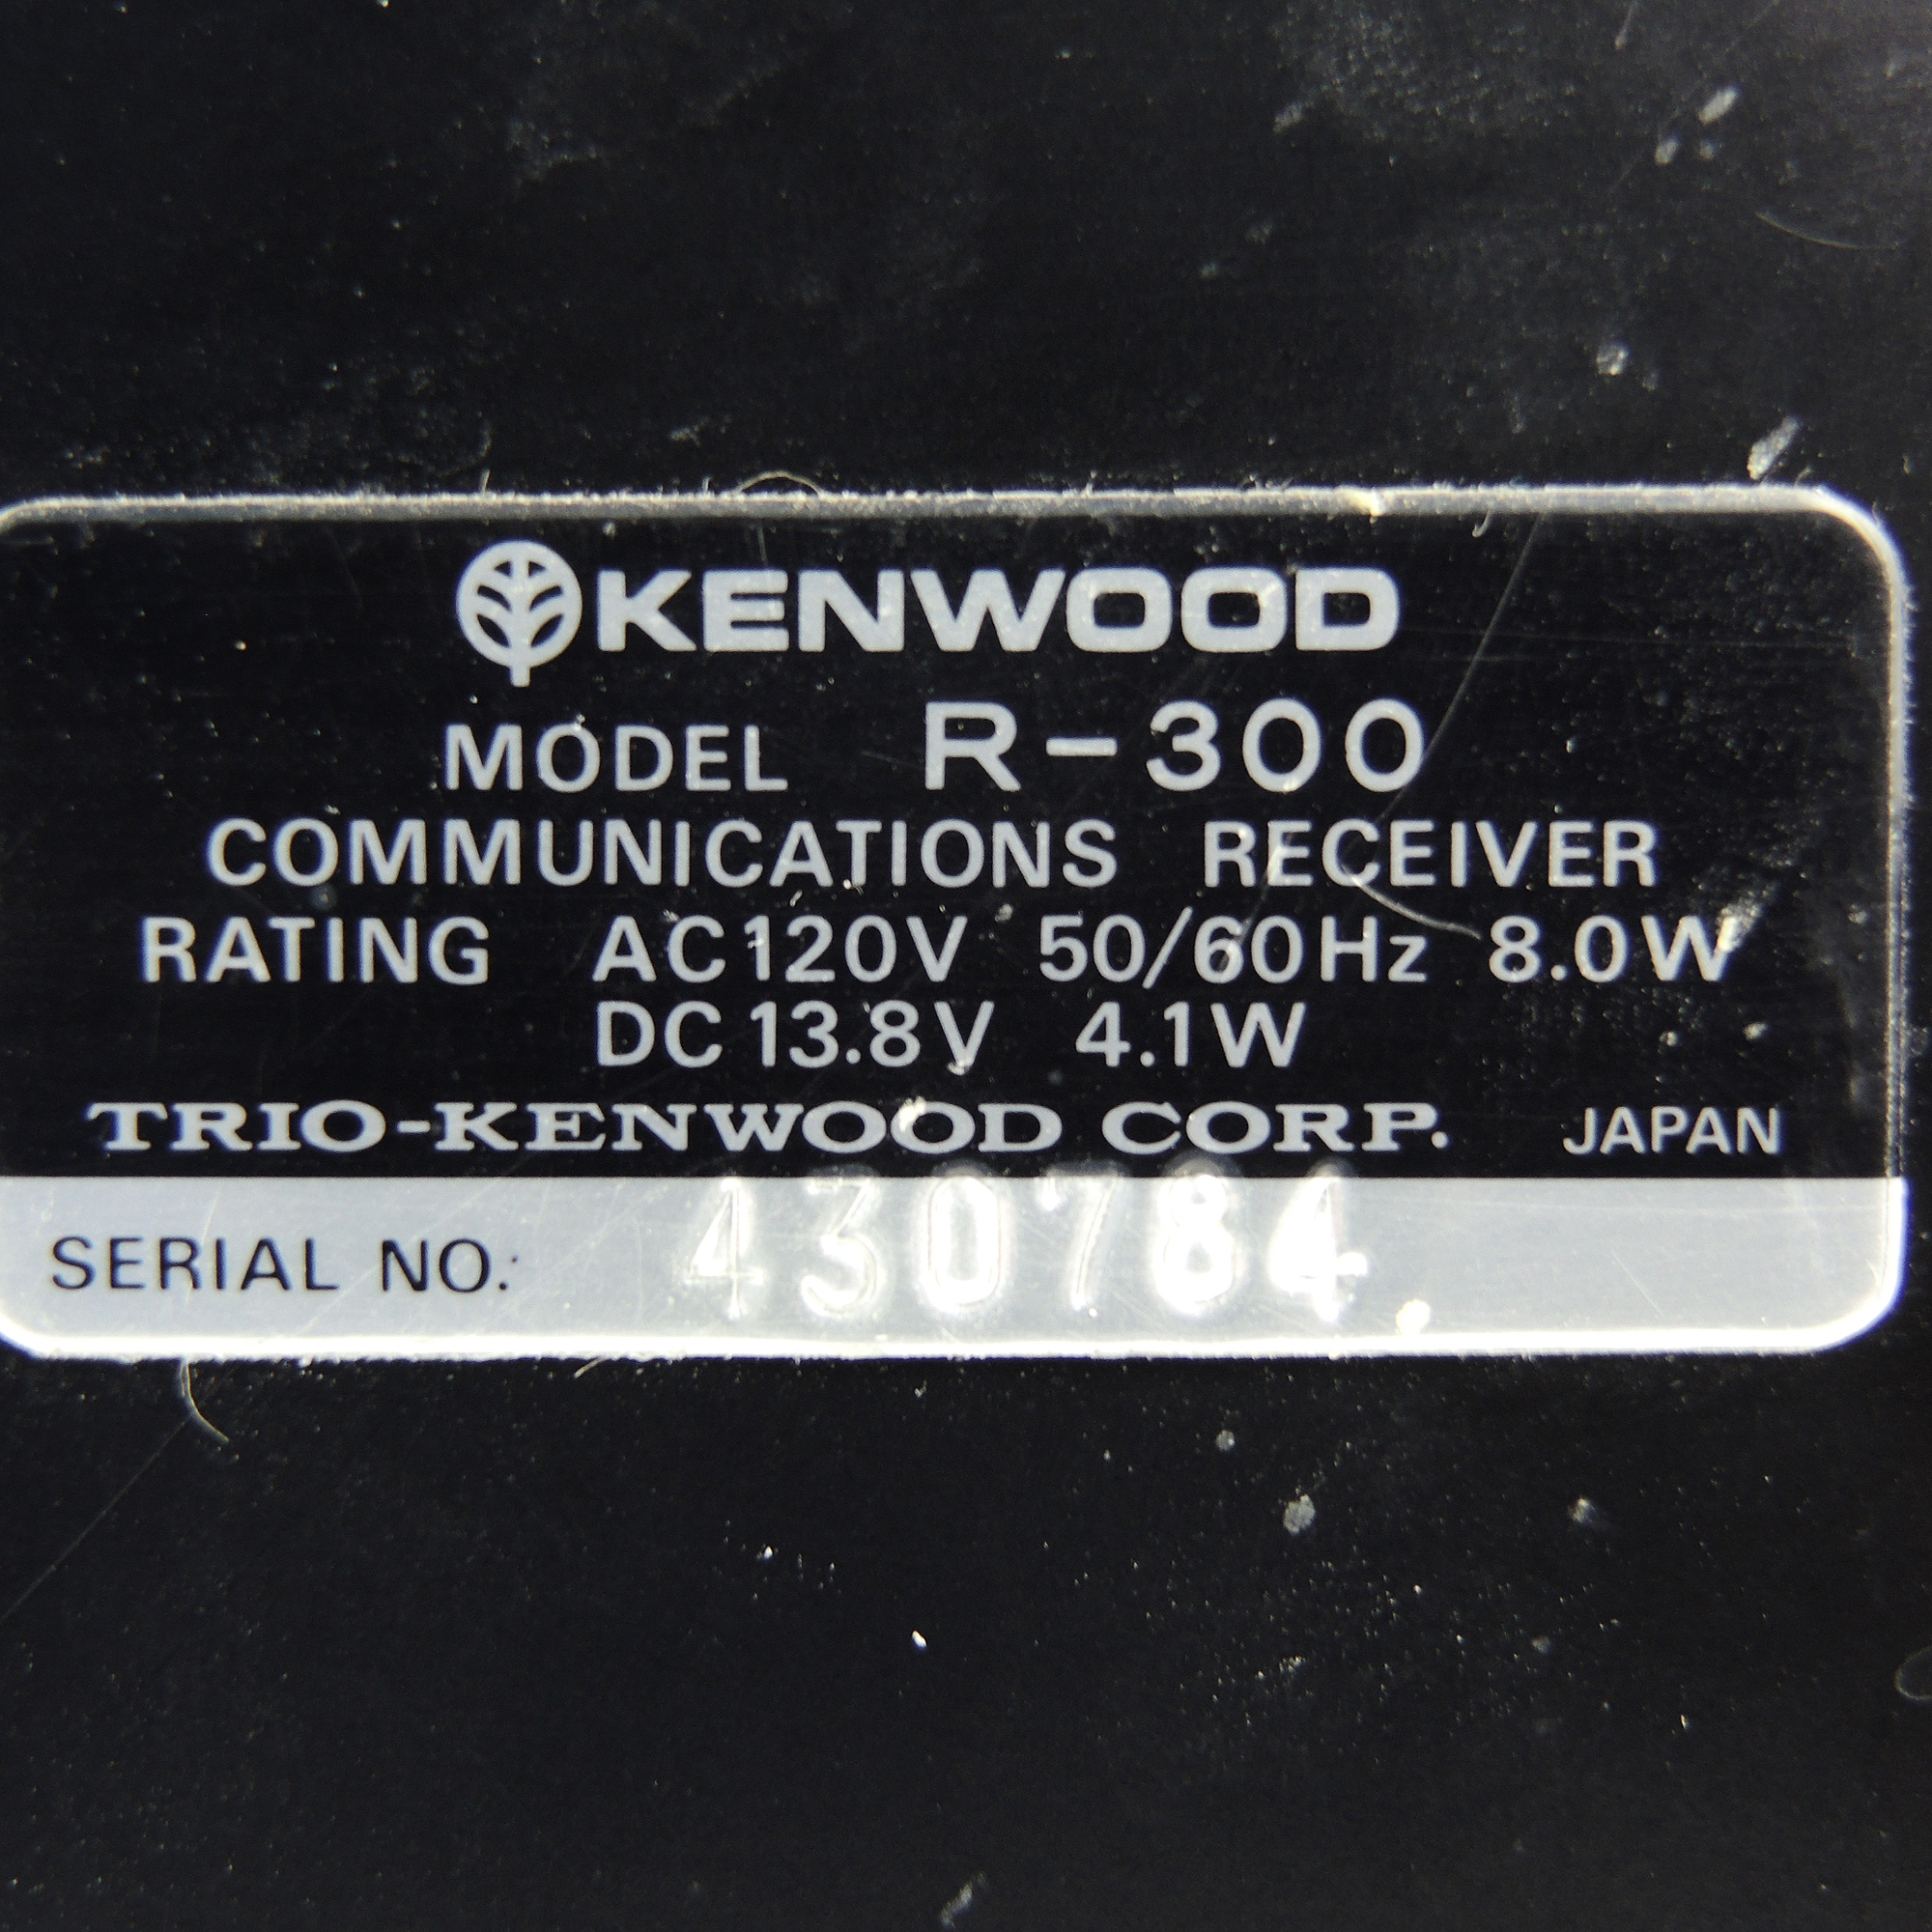 KENWOOD
MODEL R-300
COMMUNICATIONS RECEIVER
RATING AC120V 50/60Hz 8.0W
DC13.8V 4.1W
TRIO-KENWOOD CORP. JAPAN
SERIAL NO.: 430784